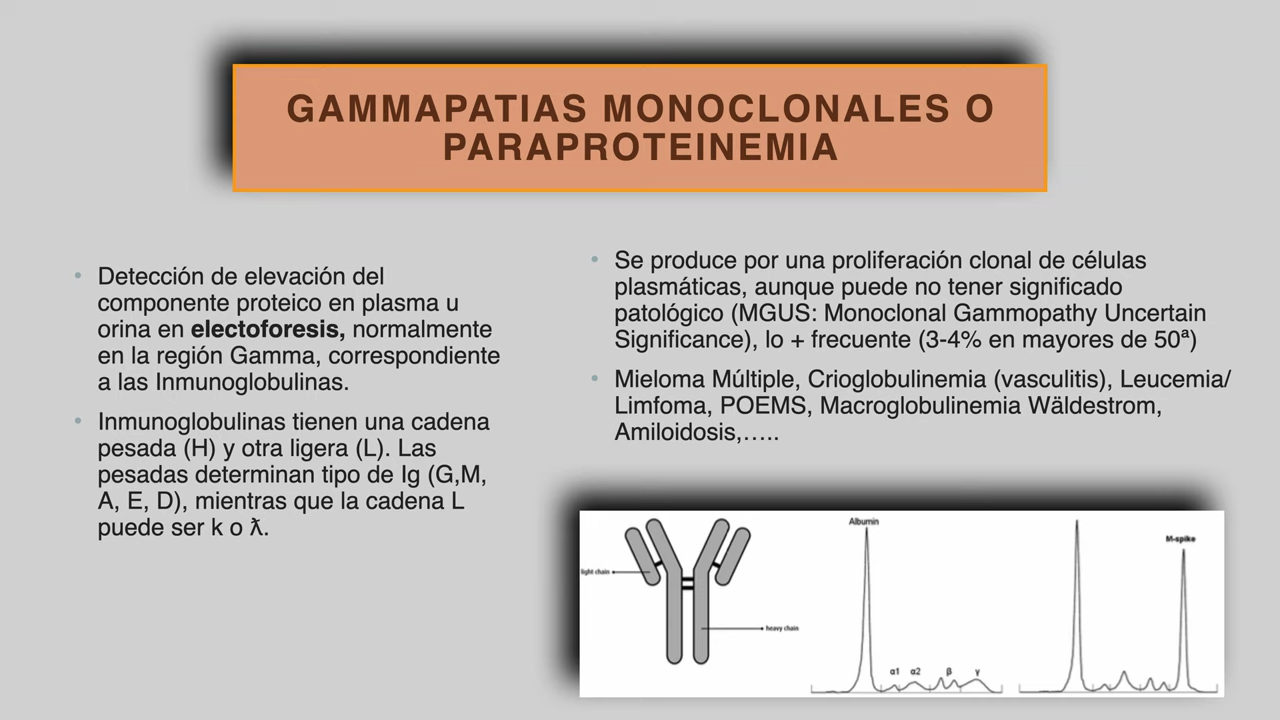 GAMMAPATIAS MONOCLONALES O
PARAPROTEINEMIA
• Detección de elevación del
componente proteico en plasma u
orina en electoforesis, normalmente
en la región Gamma, correspondiente
a las Inmunoglobulinas.
• Inmunoglobulinas tienen una cadena
pesada (H) y otra ligera (L). Las
pesadas determinan tipo de Ig (G,M,
A, E, D), mientras que la cadena L
puede ser k o ƛ.
• Se produce por una proliferación clonal de células
plasmáticas, aunque puede no tener significado
patológico (MGUS: Monoclonal Gammopathy Uncertain
Significance), lo + frecuente (3-4% en mayores de 50ª)
• Mieloma Múltiple, Crioglobulinemia (vasculitis), Leucemia/
Limfoma, POEMS, Macroglobulinemia Wäldestrom,
Amiloidosis,…..
light chain
heavy chain
Albumin
α1 α2 β γ
M-spike